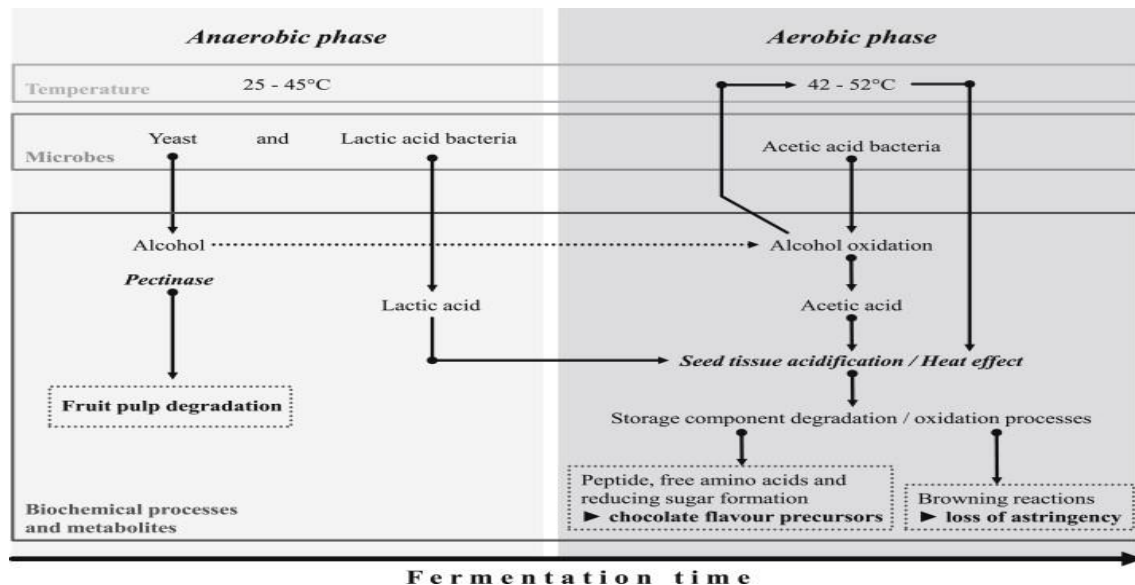 Anaerobic phase
Aerobic phase
Temperature
25 - 45°C
42 - 52°C
Microbes
Yeast and Lactic acid bacteria
Acetic acid bacteria
Alcohol
Alcohol oxidation
Pectinase
Lactic acid
Acetic acid
Seed tissue acidification / Heat effect
Fruit pulp degradation
Storage component degradation / oxidation processes
Peptide, free amino acids and
reducing sugar formation
► chocolate flavour precursors
Browning reactions
► loss of astringency
Biochemical processes
and metabolites
Fermentation time